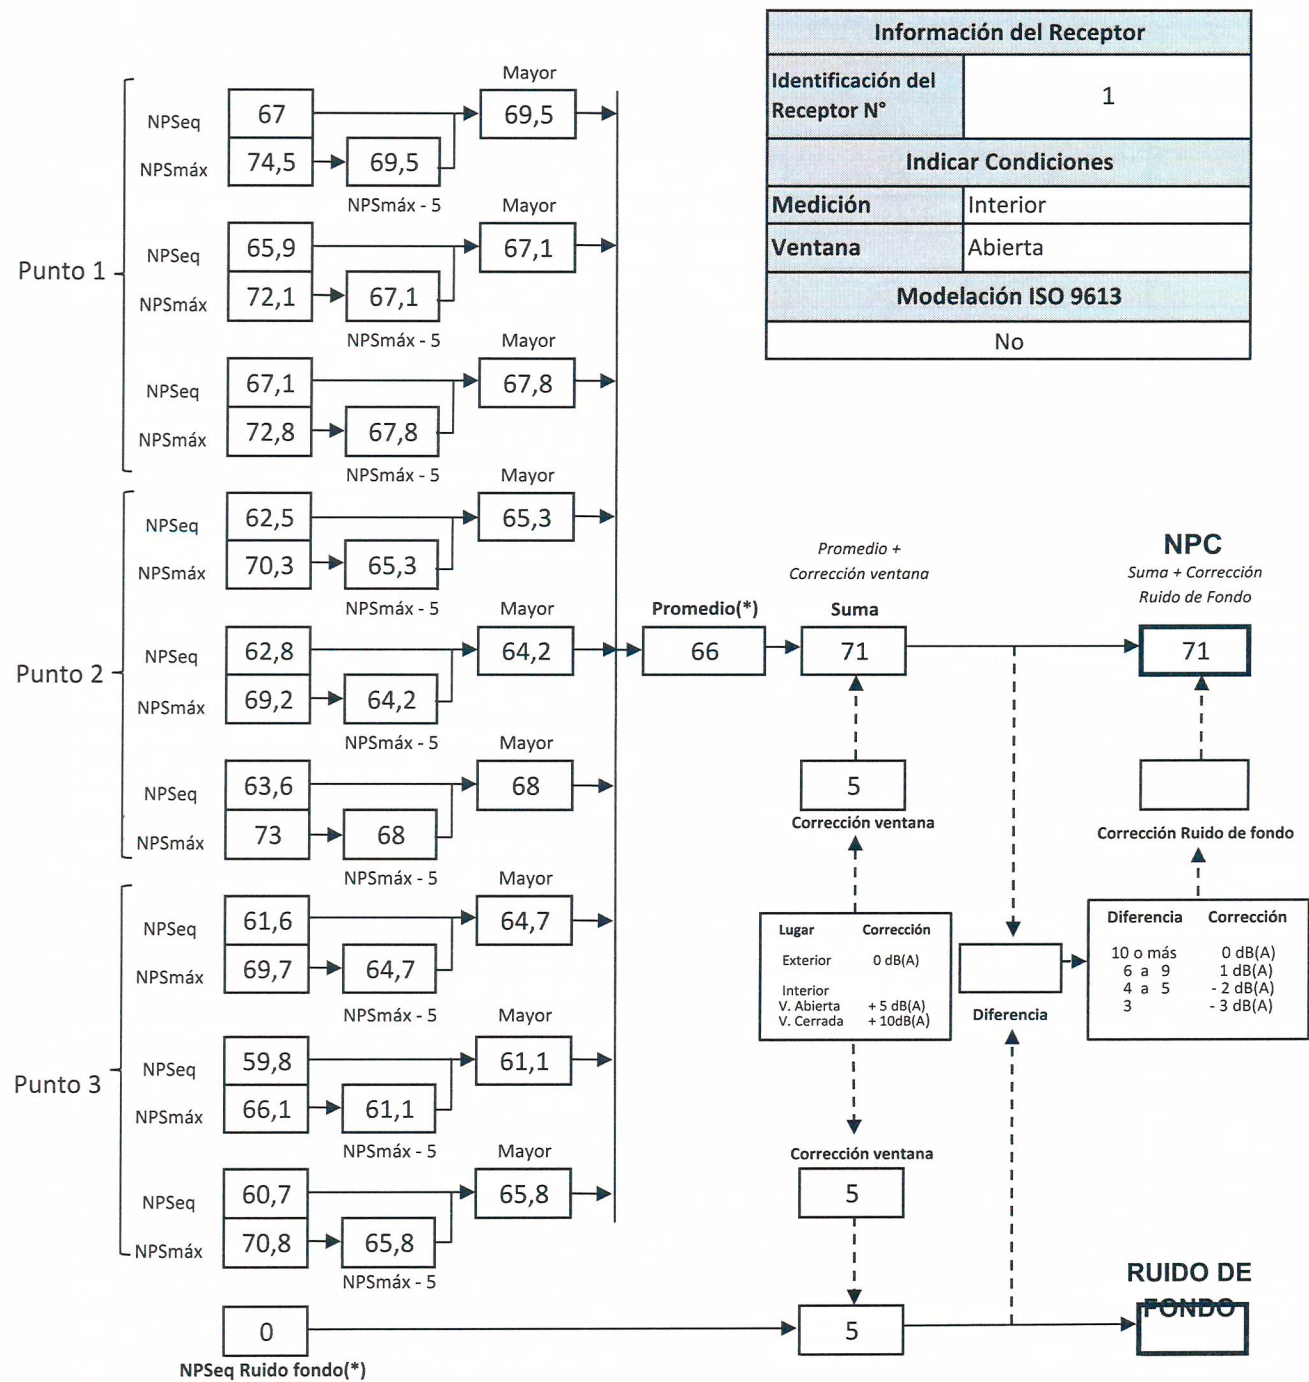 Información del Receptor
Identificación del Receptor N° 1
Indicar Condiciones
Medición Interior
Ventana Abierta
Modelación ISO 9613
No
Punto 1
Mayor
NPSeq 67 69,5
NPSmáx 74,5 69,5
NPSmáx - 5
Mayor
NPSeq 65,9 67,1
NPSmáx 72,1 67,1
NPSmáx - 5
Mayor
NPSeq 67,1 67,8
NPSmáx 72,8 67,8
NPSmáx - 5
Punto 2
Mayor
NPSeq 62,5 65,3
NPSmáx 70,3 65,3
NPSmáx - 5
Mayor
NPSeq 62,8 64,2
NPSmáx 69,2 64,2
NPSmáx - 5
Mayor
NPSeq 63,6 68
NPSmáx 73 68
NPSmáx - 5
Punto 3
Mayor
NPSeq 61,6 64,7
NPSmáx 69,7 64,7
NPSmáx - 5
Mayor
NPSeq 59,8 61,1
NPSmáx 66,1 61,1
NPSmáx - 5
Mayor
NPSeq 60,7 65,8
NPSmáx 70,8 65,8
NPSmáx - 5
0
NPSeq Ruido fondo(*)
Promedio(*)
66
Promedio +
Corrección ventana
Suma
71
5
Corrección ventana
Lugar Corrección
Exterior 0 dB(A)
Interior
V. Abierta + 5 dB(A)
V. Cerrada + 10dB(A)
Corrección ventana
5
5
Diferencia
NPC
Suma + Corrección
Ruido de Fondo
71
Corrección Ruido de fondo
Diferencia Corrección
10 o más 0 dB(A)
6 a 9 1 dB(A)
4 a 5 - 2 dB(A)
3 - 3 dB(A)
RUIDO DE
FONDO